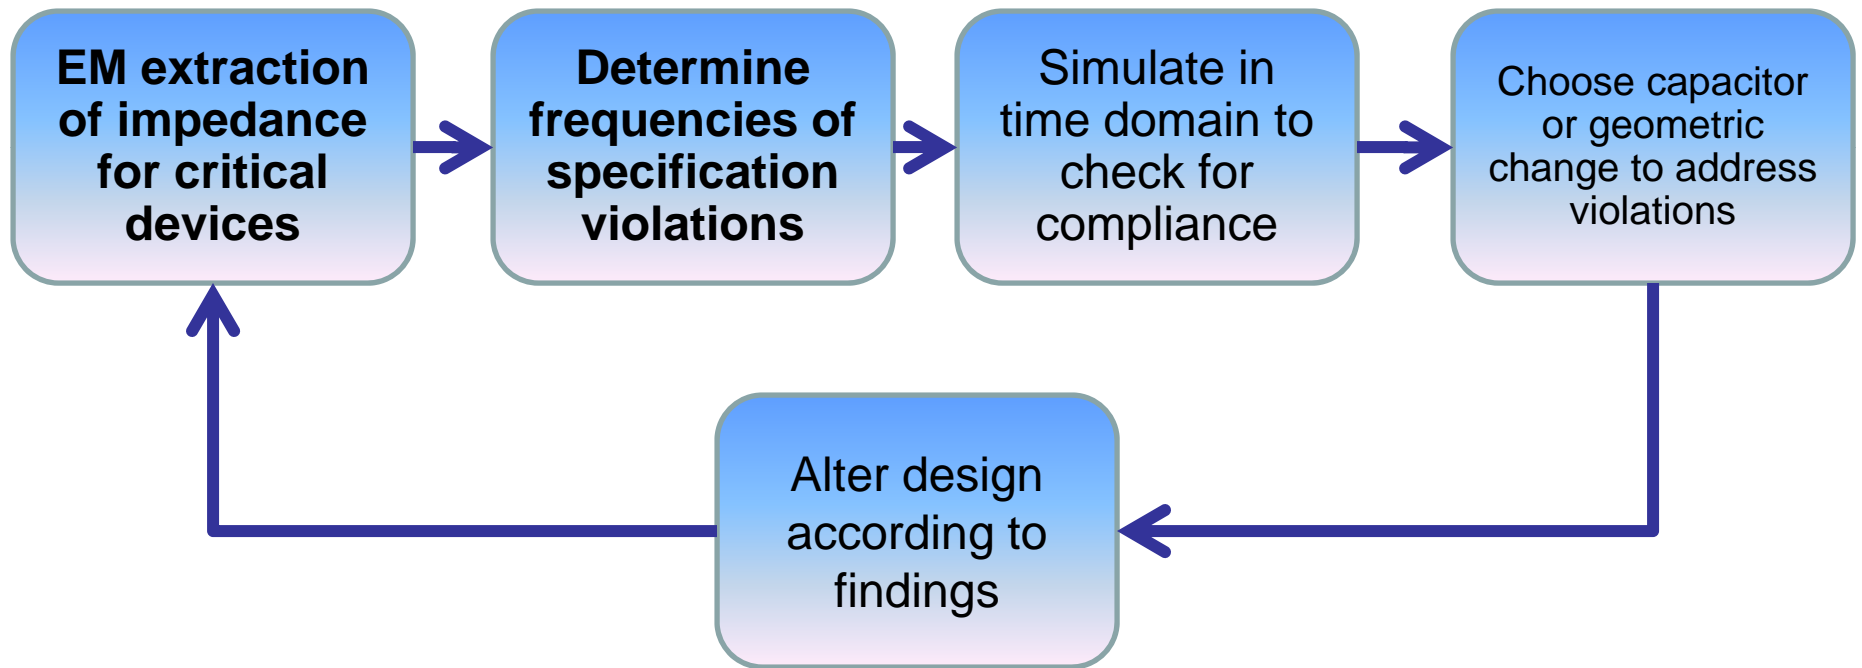 EM extraction
of impedance
for critical
devices
Determine
frequencies of
specification
violations
Simulate in
time domain to
check for
compliance
Choose capacitor
or geometric
change to address
violations
Alter design
according to
findings